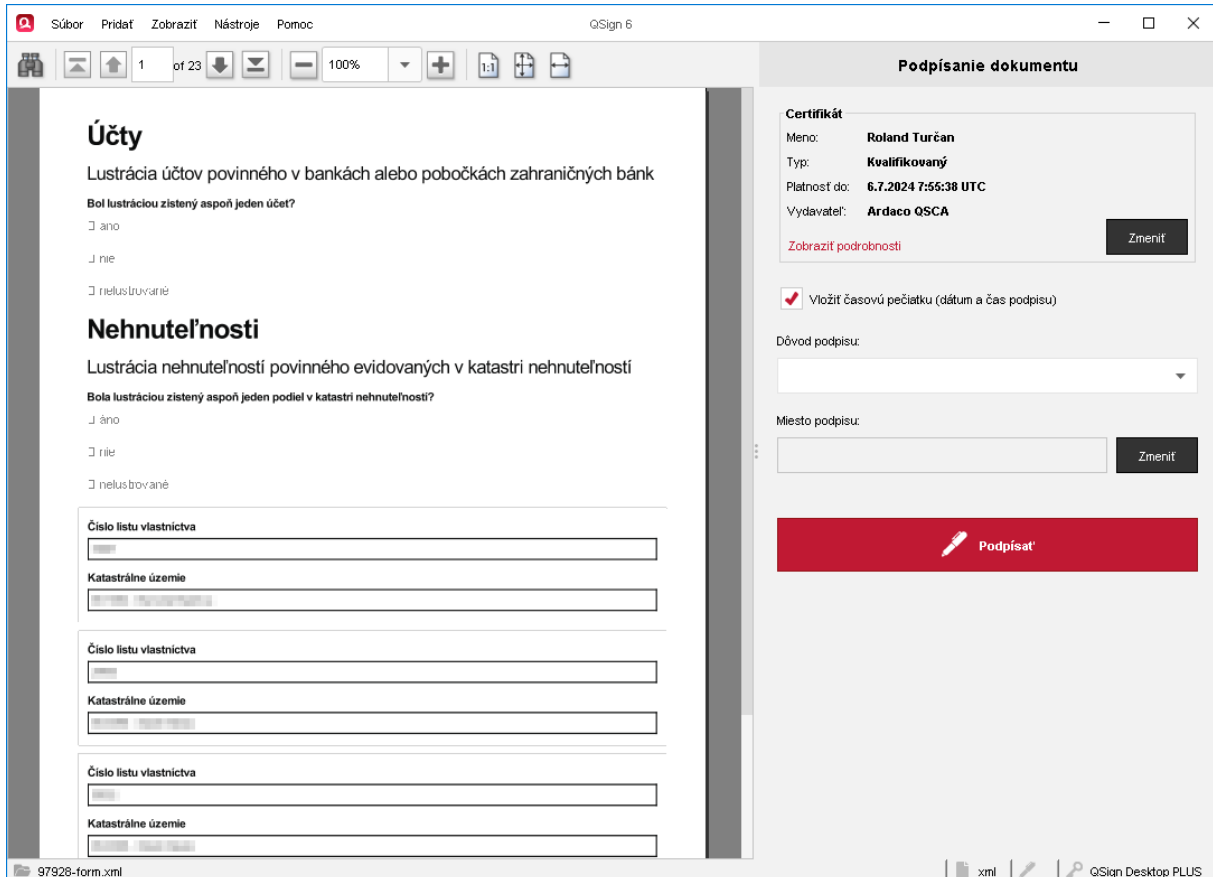 Súbor Pridať Zobraziť Nástroje Pomoc QSign 6
1 of 23 100% 1:1
Podpísanie dokumentu
Účty
Lustrácia účtov povinného v bankách alebo pobočkách zahraničných bánk
Bol lustráciou zistený aspoň jeden účet?
ano
nie
nelustrované
Nehnuteľnosti
Lustrácia nehnuteľností povinného evidovaných v katastri nehnuteľností
Bola lustráciou zistený aspoň jeden podiel v katastri nehnuteľnosti?
áno
nie
nelustrované
Číslo listu vlastníctva
Katastrálne územie
Číslo listu vlastníctva
Katastrálne územie
Číslo listu vlastníctva
Katastrálne územie
Certifikát
Meno: Roland Turčan
Typ: Kvalifikovaný
Platnosť do: 6.7.2024 7:55:38 UTC
Vydavateľ: Ardaco QSCA
Zobraziť podrobnosti
Zmeniť
Vložiť časovú pečiatku (dátum a čas podpisu)
Dôvod podpisu:
Miesto podpisu:
Zmeniť
Podpísať
97928-form.xml
xml QSign Desktop PLUS